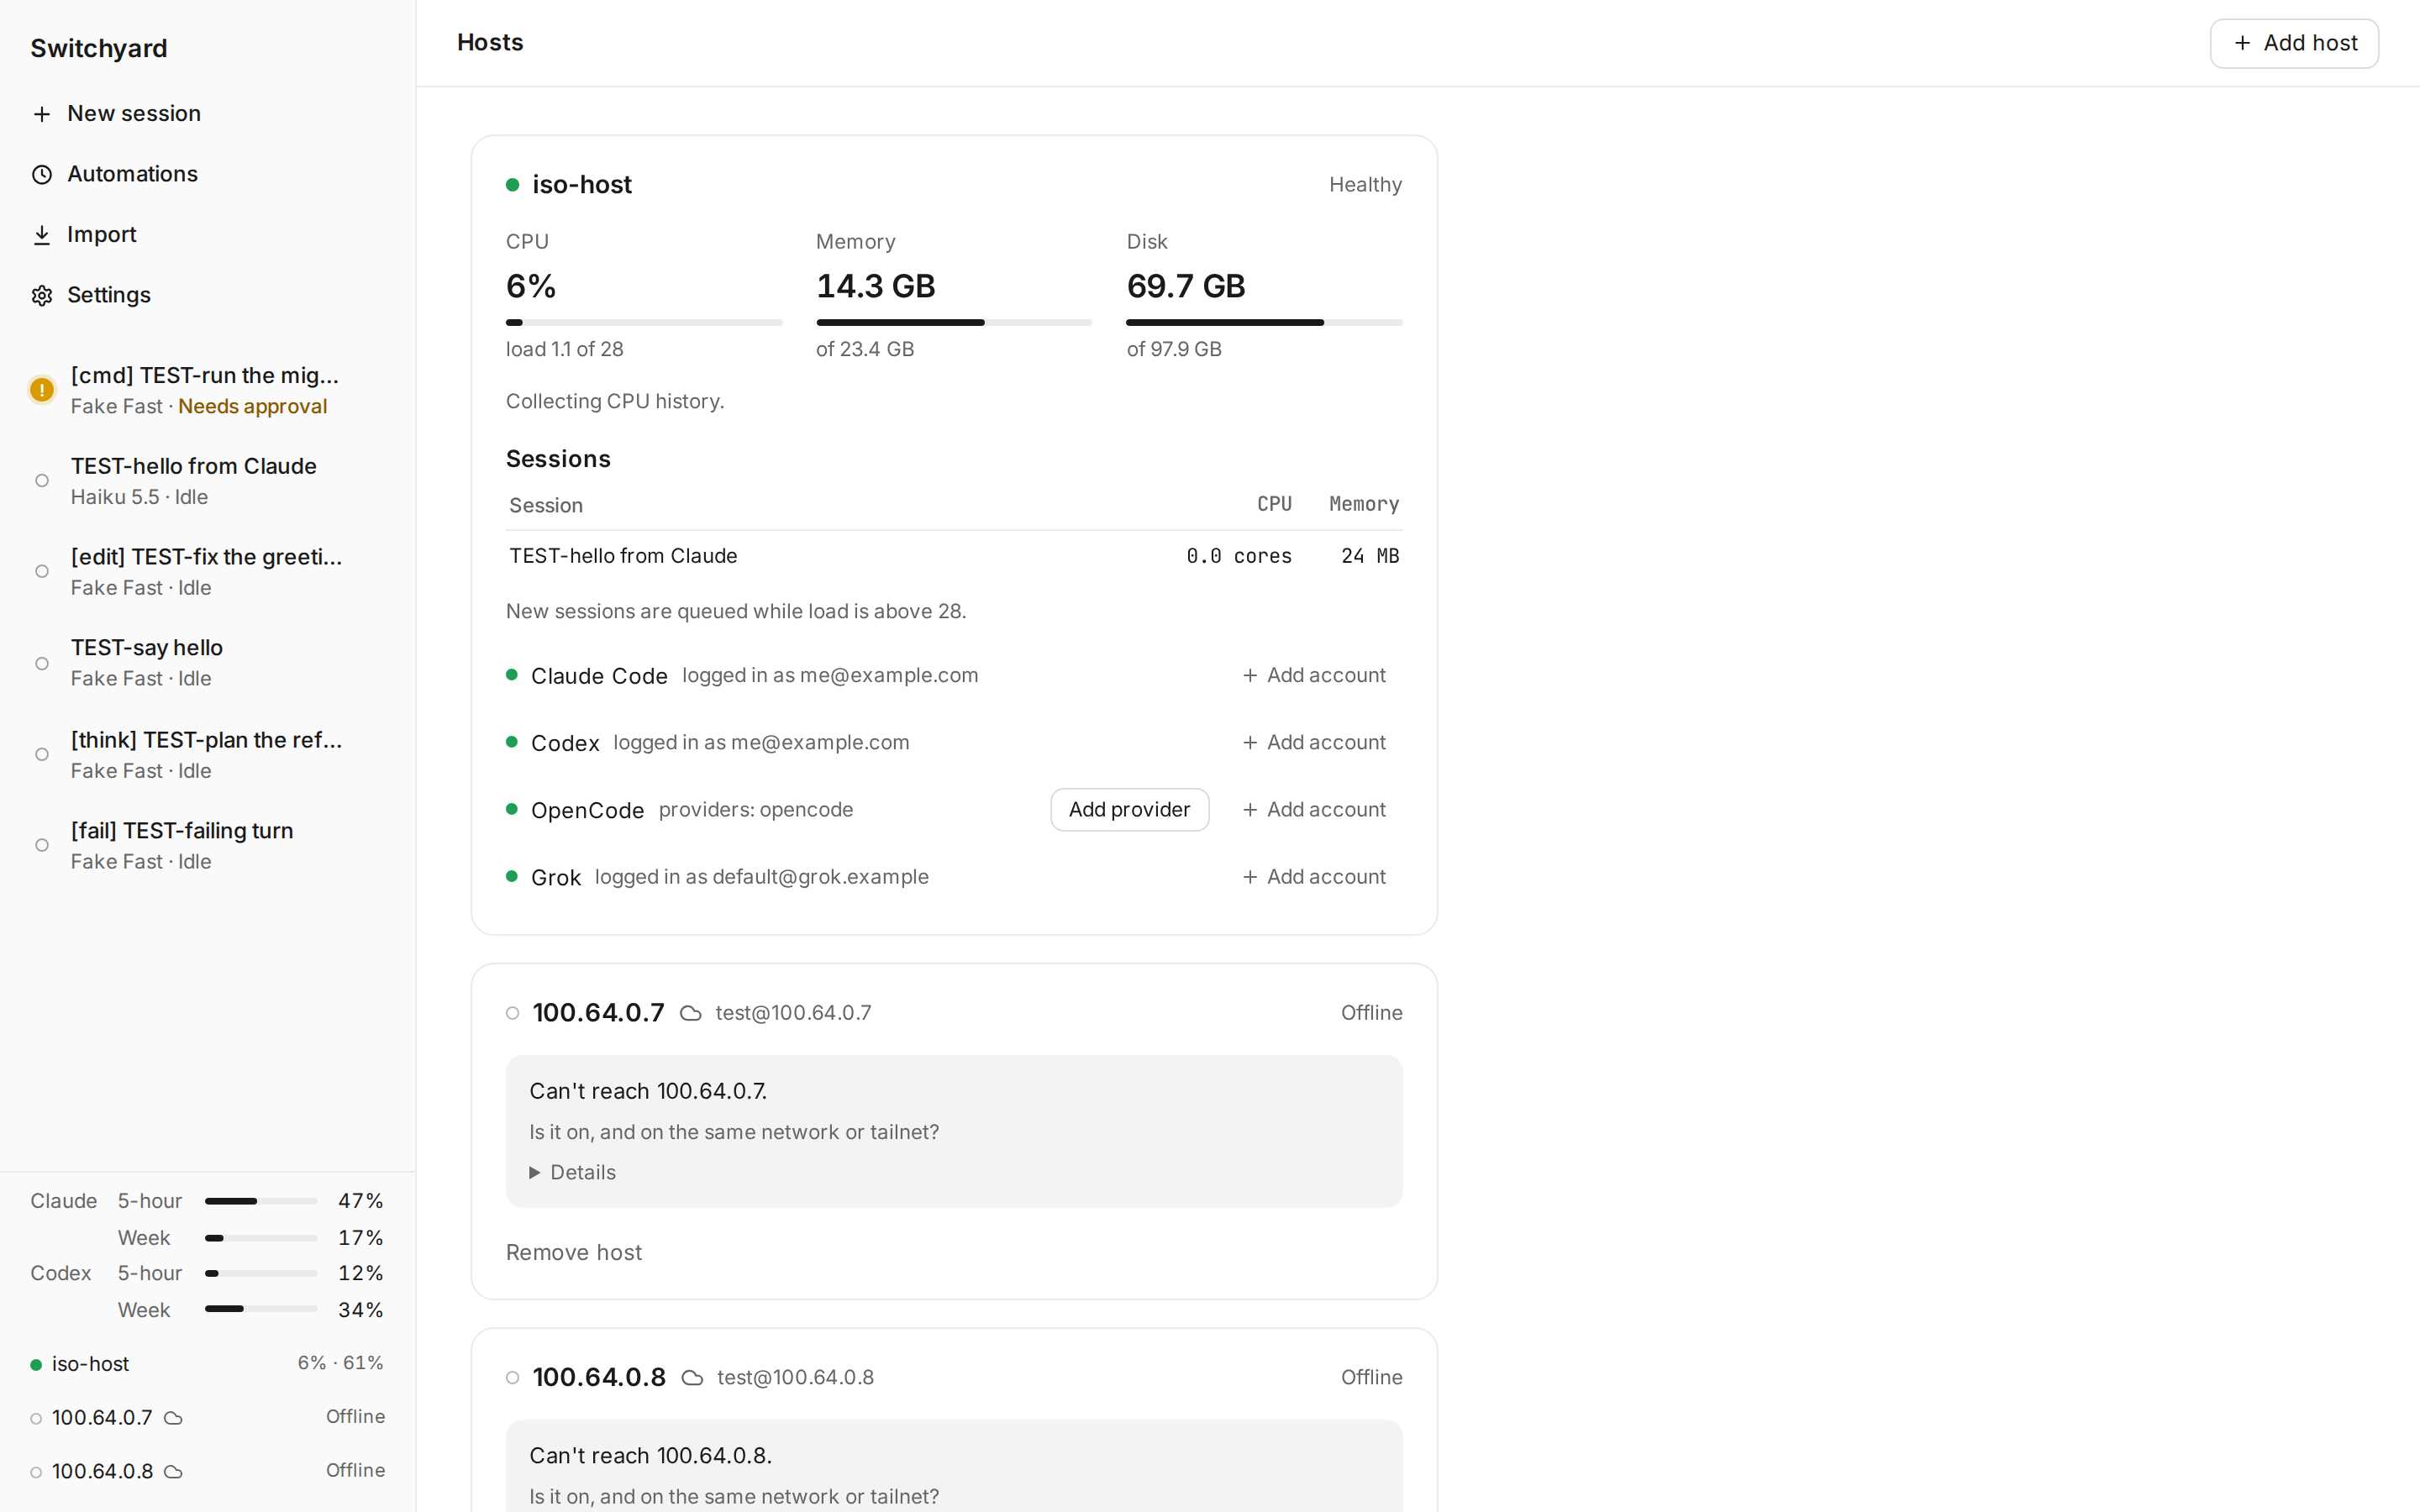 Switchyard
New session
Automations
Import
Settings
[cmd] TEST-run the mig...
Fake Fast · Needs approval
TEST-hello from Claude
Haiku 5.5 · Idle
[edit] TEST-fix the greeti...
Fake Fast · Idle
TEST-say hello
Fake Fast · Idle
[think] TEST-plan the ref...
Fake Fast · Idle
[fail] TEST-failing turn
Fake Fast · Idle
Claude 5-hour 47%
Week 17%
Codex 5-hour 12%
Week 34%
iso-host 6% · 61%
100.64.0.7 Offline
100.64.0.8 Offline
Hosts
+ Add host
iso-host Healthy
CPU Memory Disk
6% 14.3 GB 69.7 GB
load 1.1 of 28 of 23.4 GB of 97.9 GB
Collecting CPU history.
Sessions
Session CPU Memory
TEST-hello from Claude 0.0 cores 24 MB
New sessions are queued while load is above 28.
Claude Code logged in as me@example.com + Add account
Codex logged in as me@example.com + Add account
OpenCode providers: opencode Add provider + Add account
Grok logged in as default@grok.example + Add account
100.64.0.7 test@100.64.0.7 Offline
Can't reach 100.64.0.7.
Is it on, and on the same network or tailnet?
Details
Remove host
100.64.0.8 test@100.64.0.8 Offline
Can't reach 100.64.0.8.
Is it on, and on the same network or tailnet?